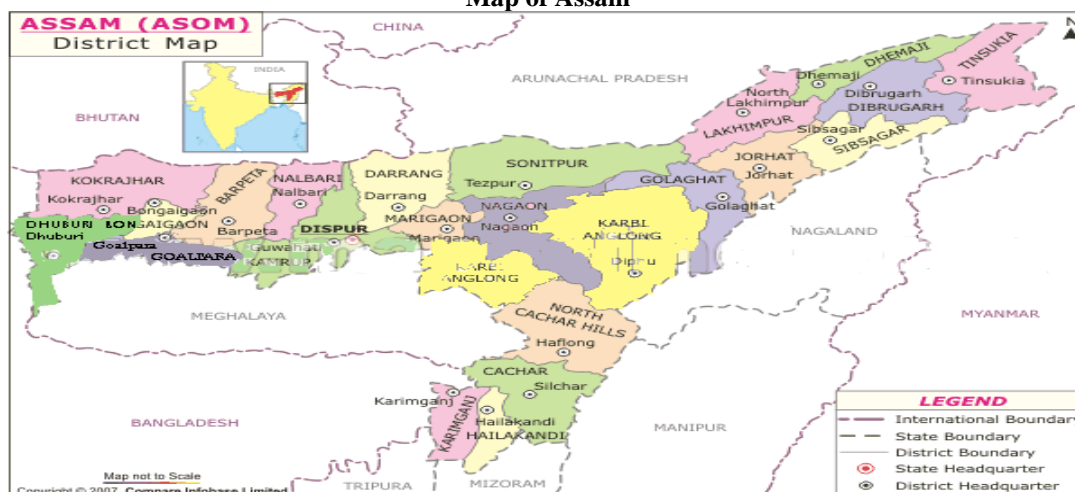 Map of Assam
ASSAM (ASOM)
District Map
CHINA
N
INDIA
ARUNACHAL PRADESH
BHUTAN
DHEMAJI
Dhemaji
TINSUKIA
Tinsukia
North
Lakhimpur
LAKHIMPUR
Dibrugarh
DIBRUGARH
Sibsagar
SIBSAGAR
JORHAT
Jorhat
SONITPUR
Tezpur
GOLAGHAT
Golaghat
DARRANG
Darrang
NALBARI
Nalbari
KOKRAJHAR
Kokrajhar
BARPETA
Barpeta
Bongaigaon
DHUBURI BONGAIGAON
Dhuburi
Goalpara
GOALPARA
DISPUR
Guwahati
KAMRUP
MARIGAON
Marigaon
NAGAON
Nagaon
KARBI
ANGLONG
Diphu
KARBI
ANGLONG
NAGALAND
MEGHALAYA
MYANMAR
NORTH
CACHAR HILLS
Haflong
CACHAR
Silchar
Karimganj
KARIMGANJ
Hailakandi
HAILAKANDI
BANGLADESH
MANIPUR
TRIPURA
MIZORAM
LEGEND
International Boundary
State Boundary
District Boundary
State Headquarter
District Headquarter
Map not to Scale
Copyright © 2007 Compare Infobase Limited